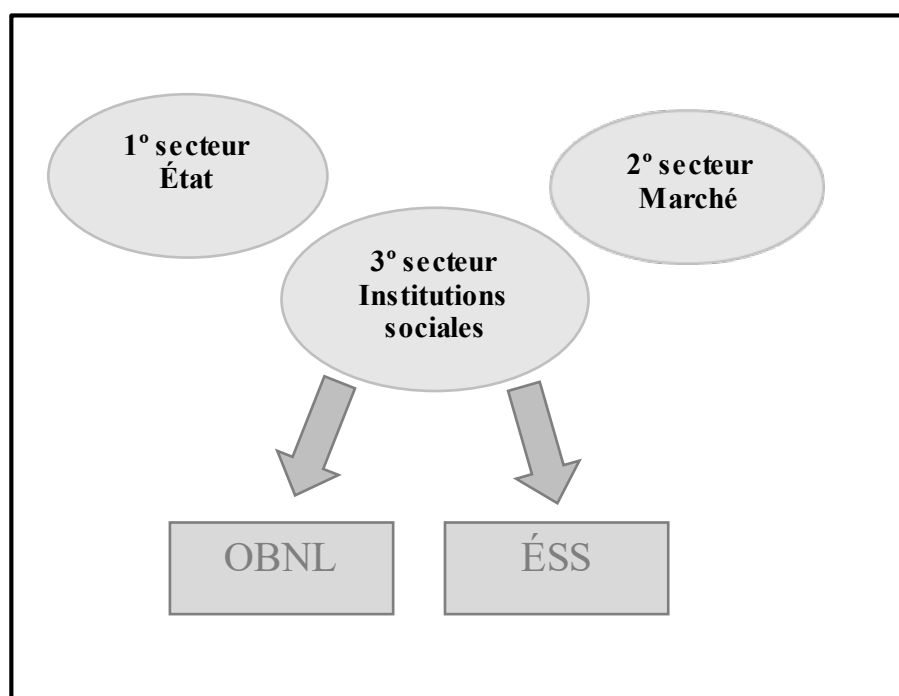 1º secteur
État
2º secteur
Marché
3º secteur
Institutions
sociales
OBNL
ÉSS